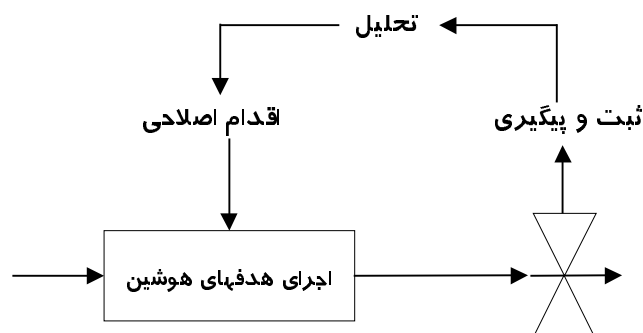 تحلیل
اقدام اصلاحی
ثبت و پیگیری
اجرای هدفهای هوشین